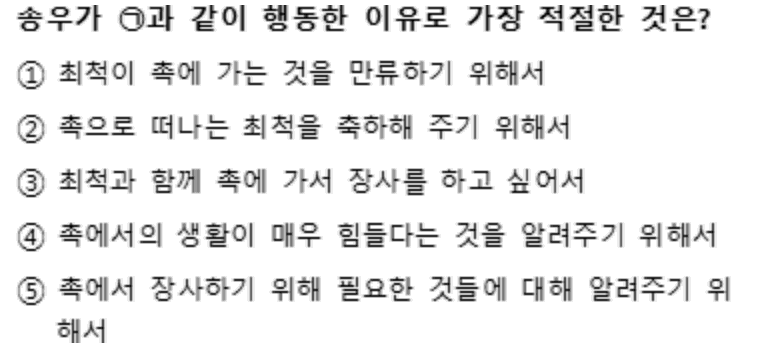 송우가 ㉠과 같이 행동한 이유로 가장 적절한 것은?
① 최척이 촉에 가는 것을 만류하기 위해서
② 촉으로 떠나는 최척을 축하해 주기 위해서
③ 최척과 함께 촉에 가서 장사를 하고 싶어서
④ 촉에서의 생활이 매우 힘들다는 것을 알려주기 위해서
⑤ 촉에서 장사하기 위해 필요한 것들에 대해 알려주기 위
해서